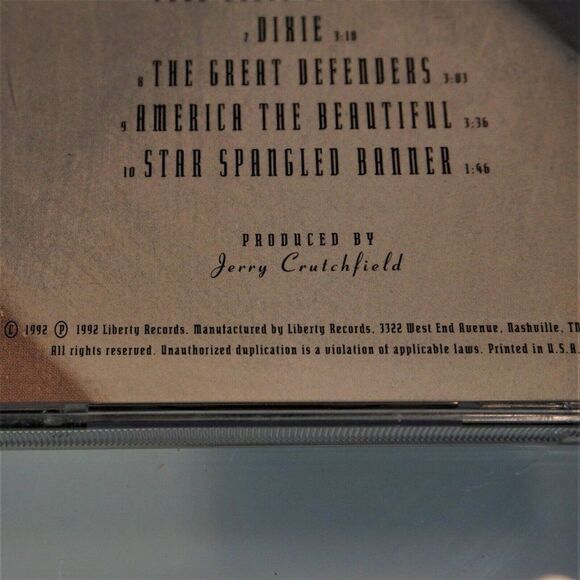 7 DIXIE 3:10
8 THE GREAT DEFENDERS 3:03
9 AMERICA THE BEAUTIFUL 3:36
10 STAR SPANGLED BANNER 1:46
PRODUCED BY
Jerry Crutchfield
© 1992 ℗ 1992 Liberty Records. Manufactured by Liberty Records, 3322 West End Avenue, Nashville, TN
All rights reserved. Unauthorized duplication is a violation of applicable laws. Printed in U.S.A.